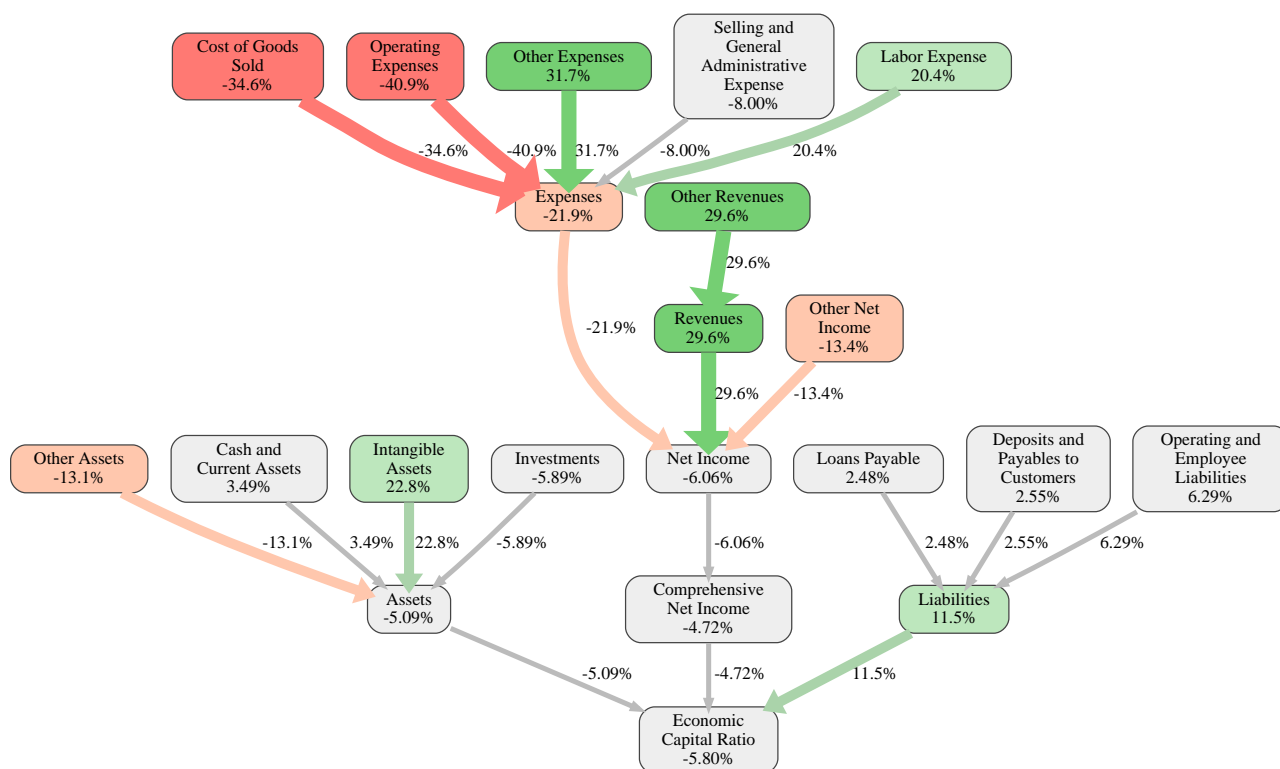 Cost of Goods
Sold
-34.6%
Operating
Expenses
-40.9%
Other Expenses
31.7%
Selling and
General
Administrative
Expense
-8.00%
Labor Expense
20.4%
-34.6%
-40.9%
31.7%
-8.00%
20.4%
Expenses
-21.9%
Other Revenues
29.6%
29.6%
Revenues
29.6%
Other Net
Income
-13.4%
-21.9%
29.6%
-13.4%
Other Assets
-13.1%
Cash and
Current Assets
3.49%
Intangible
Assets
22.8%
Investments
-5.89%
Net Income
-6.06%
Loans Payable
2.48%
Deposits and
Payables to
Customers
2.55%
Operating and
Employee
Liabilities
6.29%
-13.1%
3.49%
22.8%
-5.89%
-6.06%
2.48%
2.55%
6.29%
Assets
-5.09%
Comprehensive
Net Income
-4.72%
Liabilities
11.5%
-5.09%
-4.72%
11.5%
Economic
Capital Ratio
-5.80%